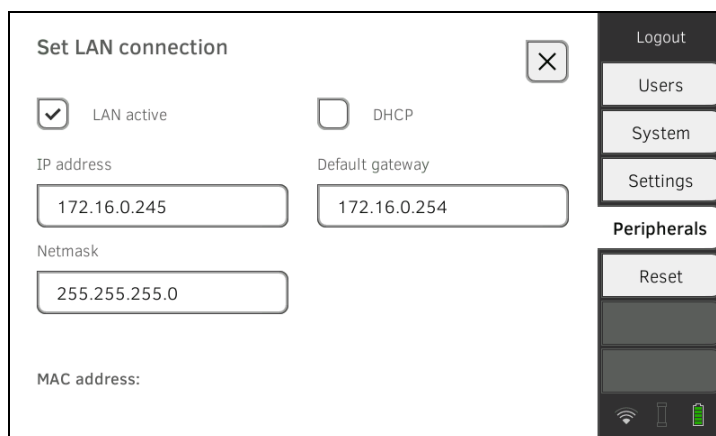 Set LAN connection
LAN active
DHCP
IP address
Default gateway
172.16.0.245
172.16.0.254
Netmask
255.255.255.0
MAC address:
Logout
Users
System
Settings
Peripherals
Reset